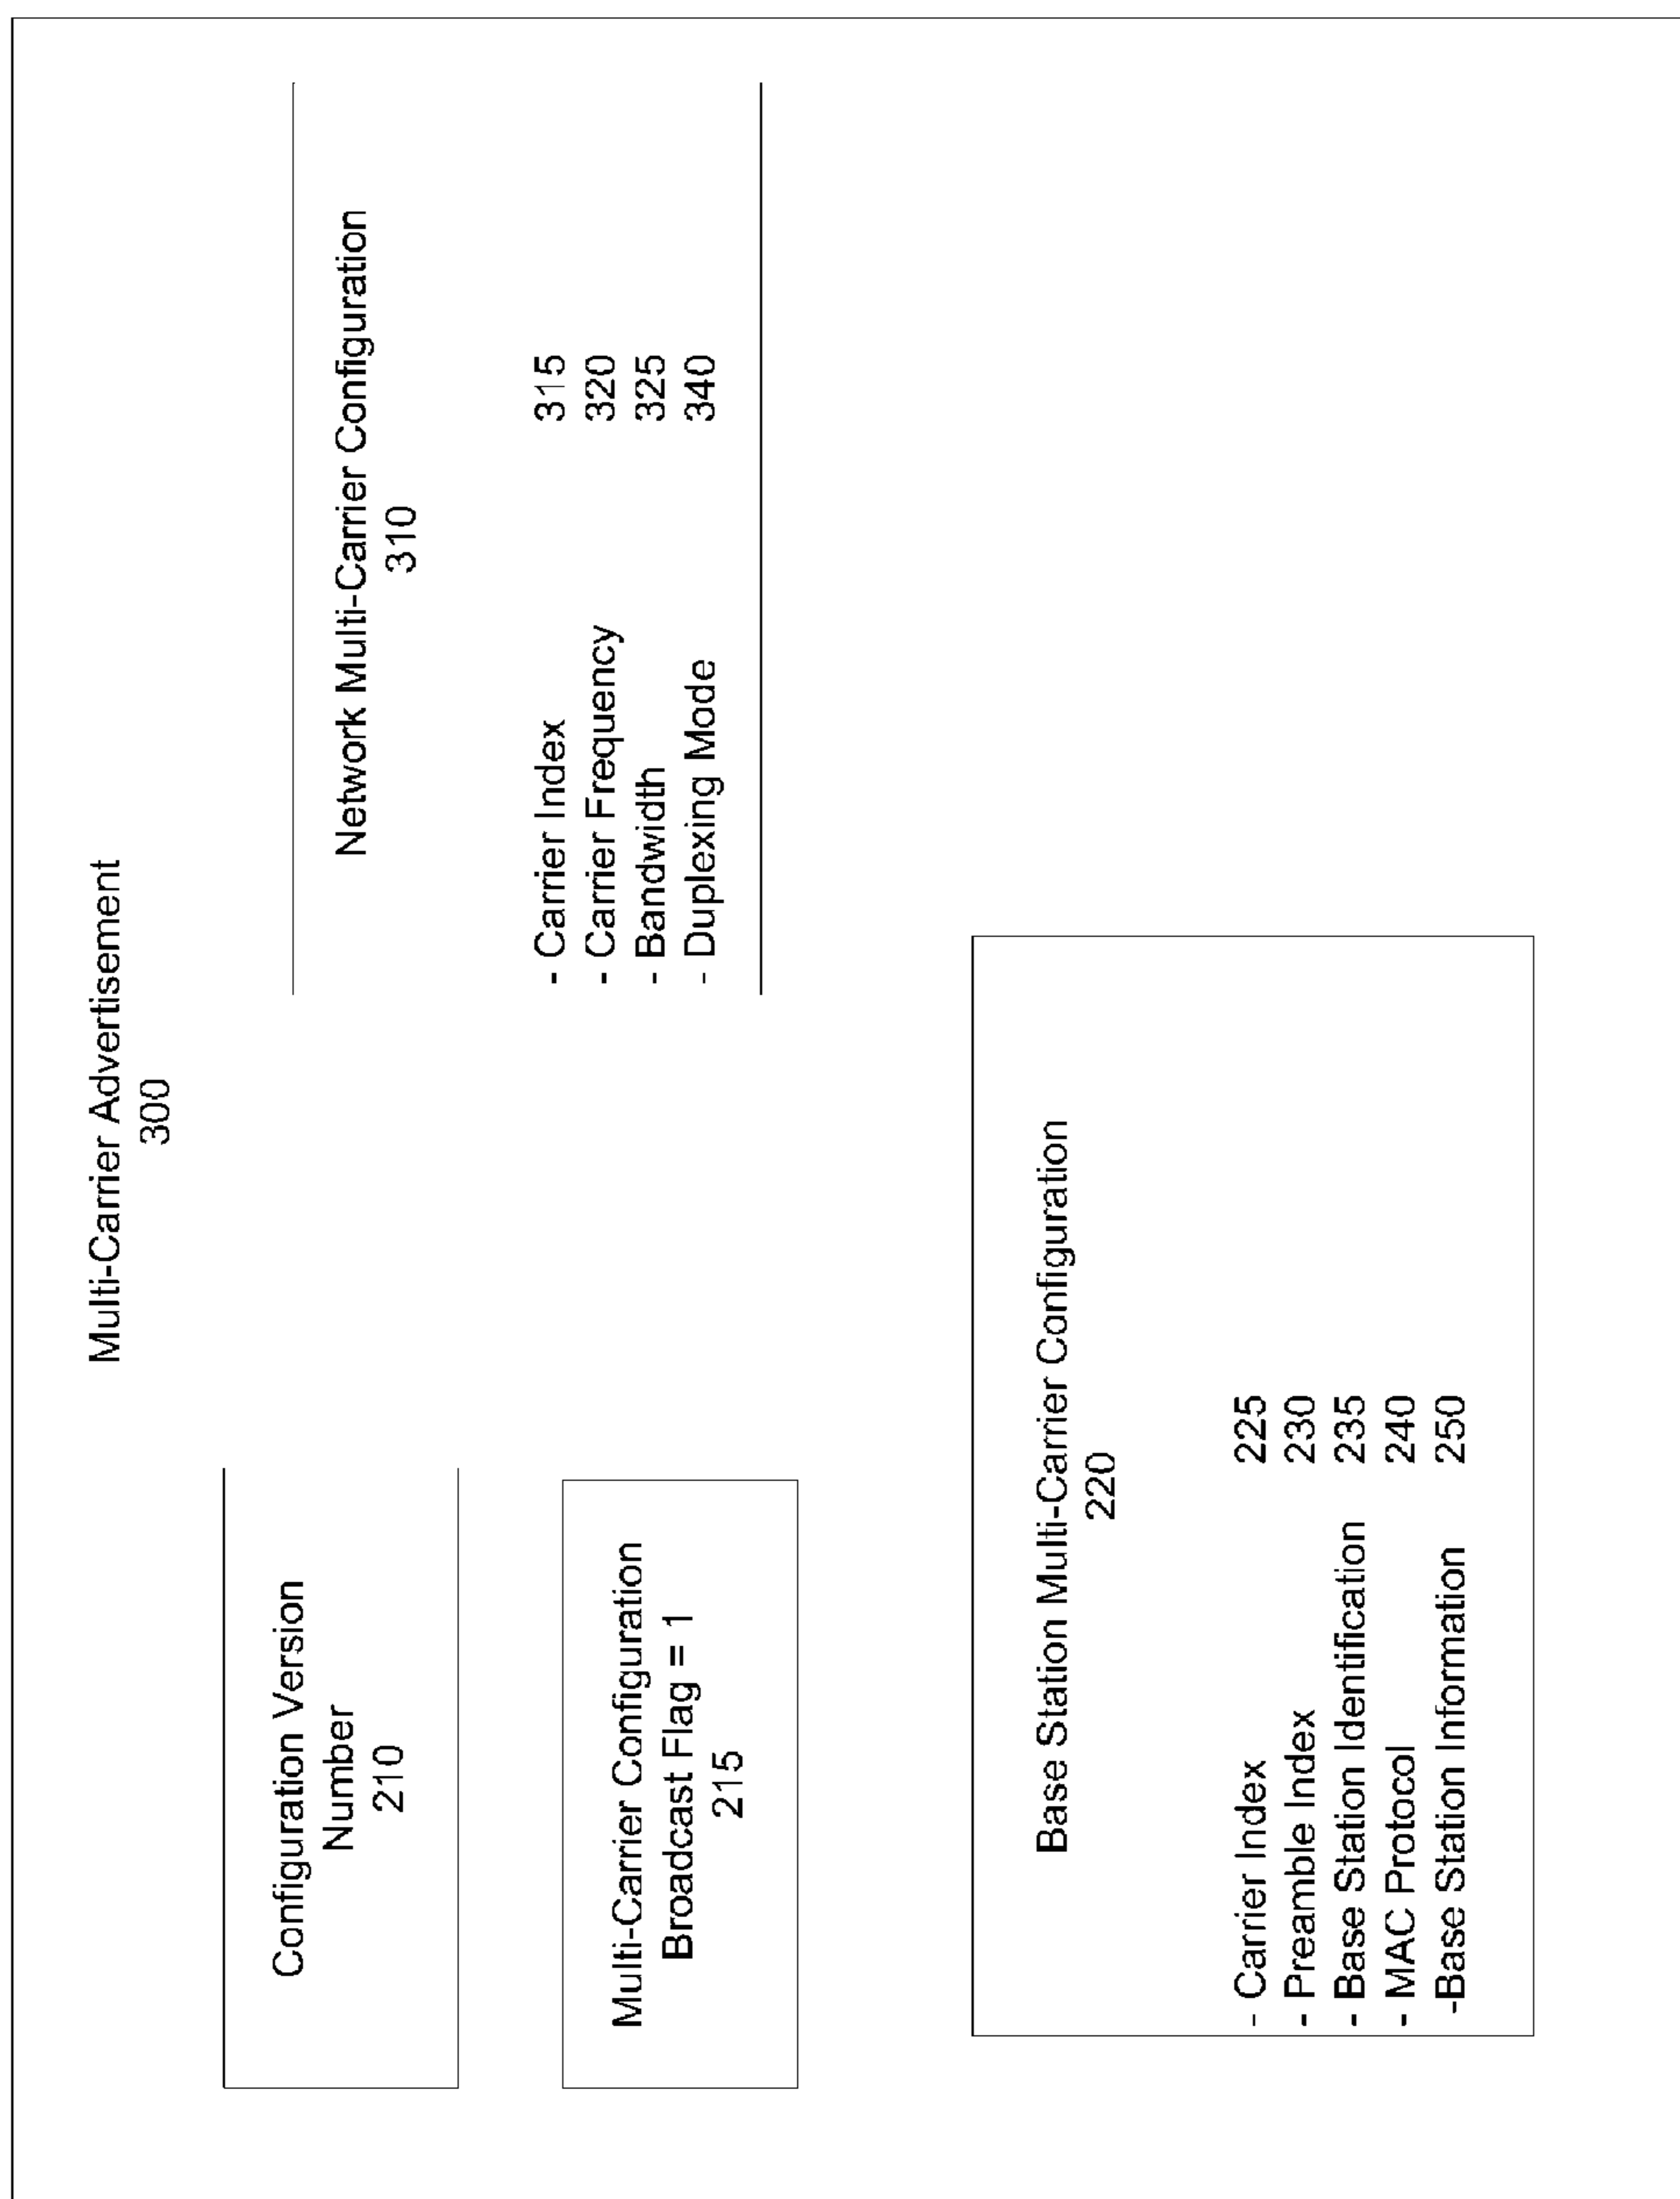 Multi-Carrier Advertisement
300
Configuration Version
Number
210
Multi-Carrier Configuration
Broadcast Flag = 1
215
Network Multi-Carrier Configuration
310
- Carrier Index 315
- Carrier Frequency 320
- Bandwidth 325
- Duplexing Mode 340
Base Station Multi-Carrier Configuration
220
- Carrier Index 225
- Preamble Index 230
- Base Station Identification 235
- MAC Protocol 240
-Base Station Information 250